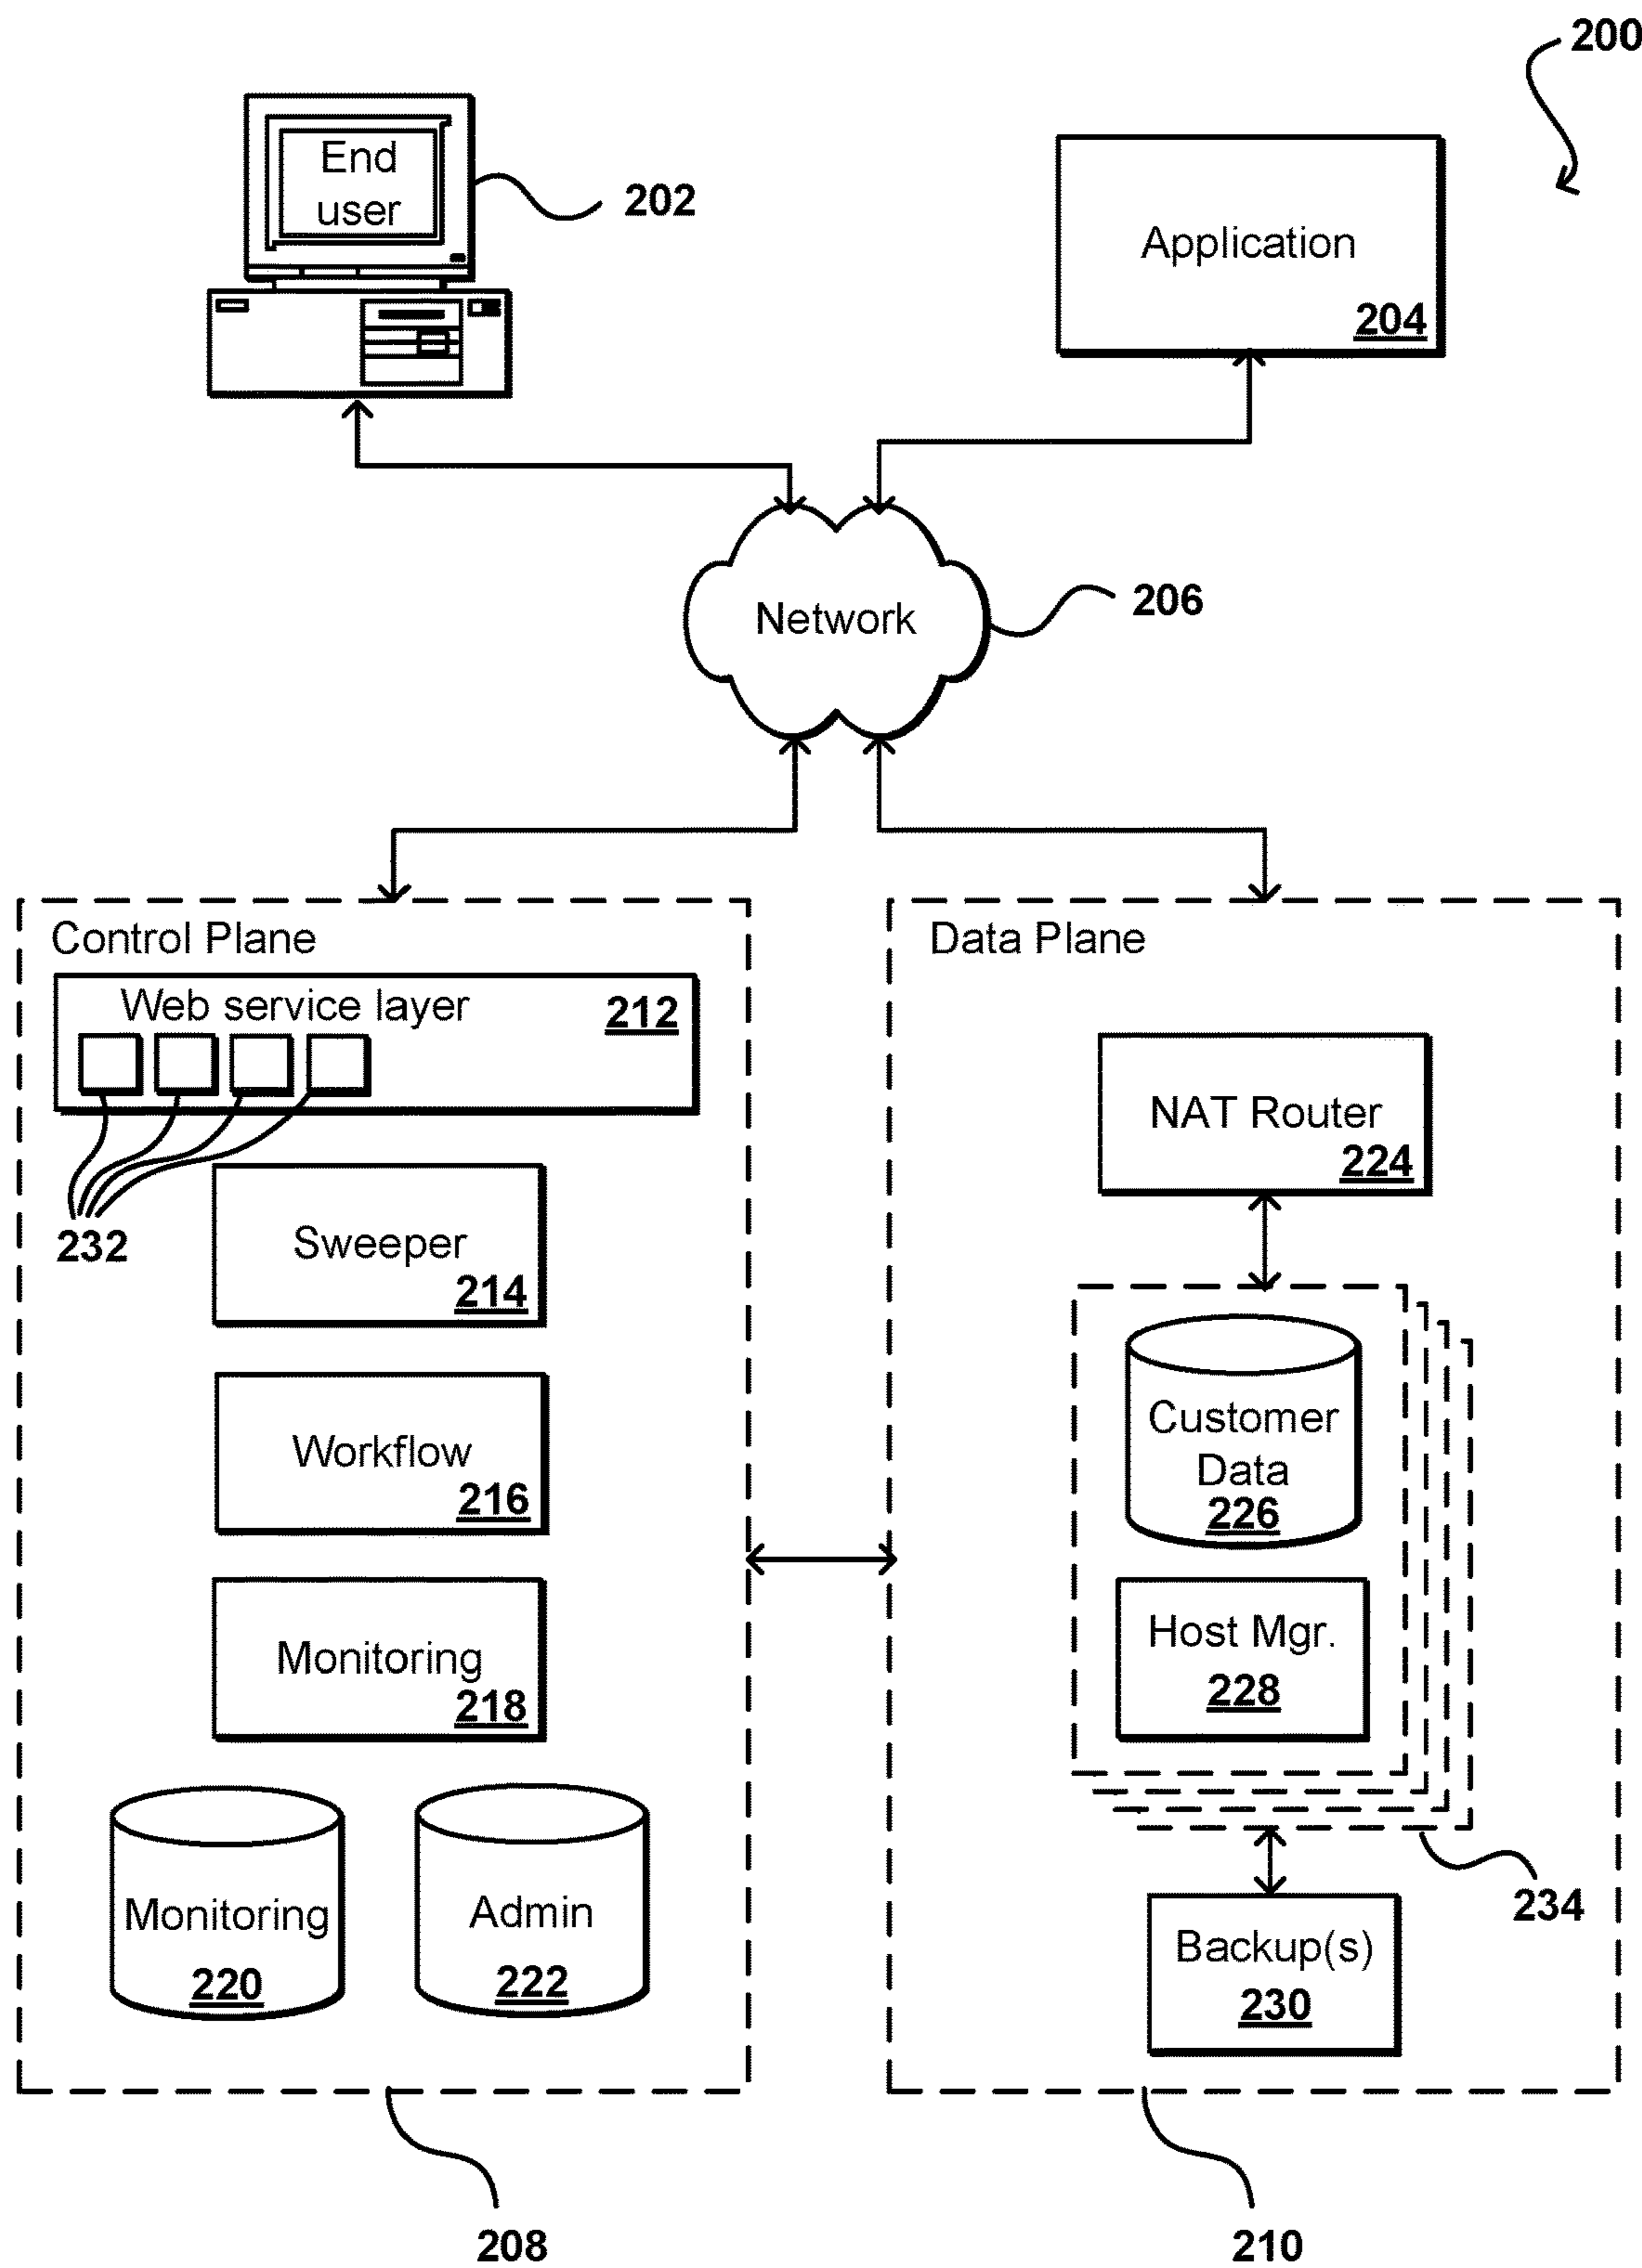 200
End
user
202
Application
204
Network
206
Control Plane
Web service layer
212
232
Sweeper
214
Workflow
216
Monitoring
218
Monitoring
220
Admin
222
208
Data Plane
NAT Router
224
Customer
Data
226
Host Mgr.
228
234
Backup(s)
230
210